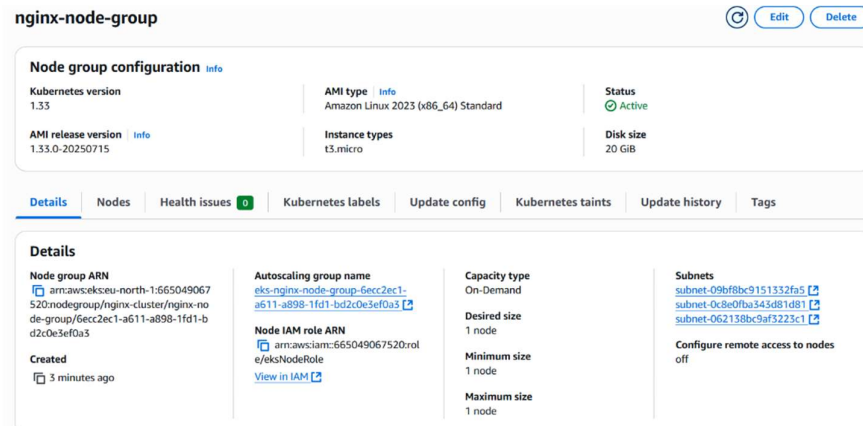 nginx-node-group
Edit
Delete
Node group configuration Info
Kubernetes version
1.33
AMI type Info
Amazon Linux 2023 (x86_64) Standard
Status
Active
AMI release version Info
1.33.0-20250715
Instance types
t3.micro
Disk size
20 GiB
Details
Nodes
Health issues 0
Kubernetes labels
Update config
Kubernetes taints
Update history
Tags
Details
Node group ARN
arn:aws:eks:eu-north-1:665049067
520:nodegroup/nginx-cluster/nginx-no
de-group/6ecc2ec1-a611-a898-1fd1-b
d2c0e3ef0a3
Created
3 minutes ago
Autoscaling group name
eks-nginx-node-group-6ecc2ec1-
a611-a898-1fd1-bd2c0e3ef0a3
Node IAM role ARN
arn:aws:iam::665049067520:rol
e/eksNodeRole
View in IAM
Capacity type
On-Demand
Desired size
1 node
Minimum size
1 node
Maximum size
1 node
Subnets
subnet-09bf8bc9151332fa5
subnet-0c8e0fba343d81d81
subnet-062138bc9af3223c1
Configure remote access to nodes
off